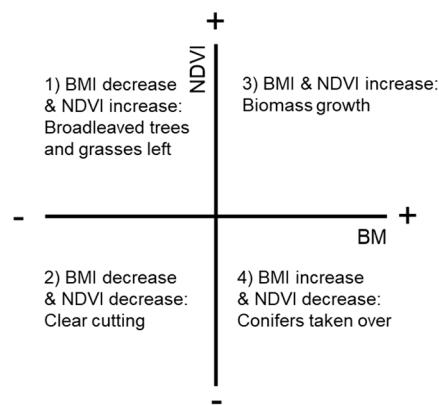 +
NDVI
1) BMI decrease
& NDVI increase:
Broadleaved trees
and grasses left
3) BMI & NDVI increase:
Biomass growth
-
+
BM
2) BMI decrease
& NDVI decrease:
Clear cutting
4) BMI increase
& NDVI decrease:
Conifers taken over
-